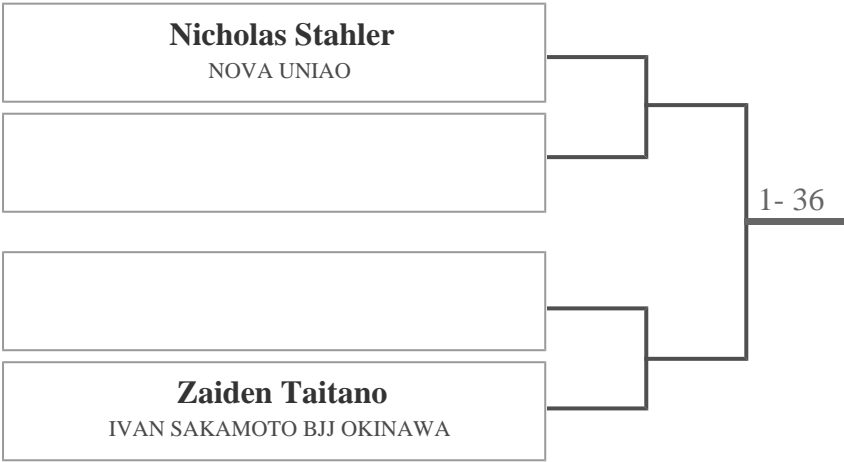 Nicholas Stahler
NOVA UNIAO
1- 36
Zaiden Taitano
IVAN SAKAMOTO BJJ OKINAWA